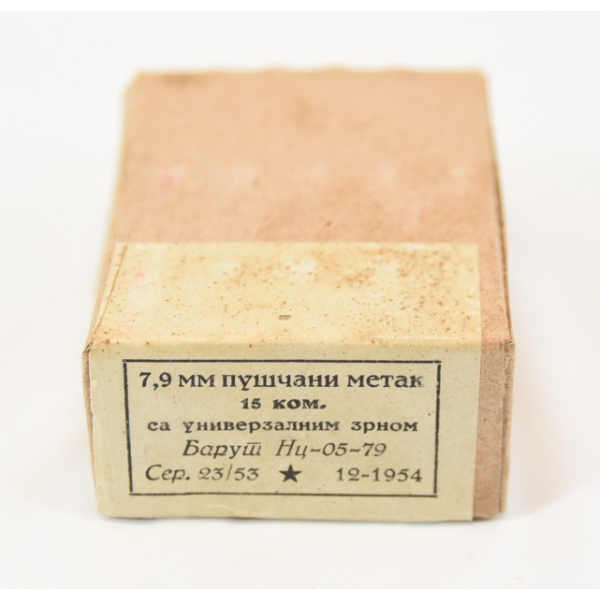 7,9 мм пушчани метак
15 ком.
са универзалним зрном
Барут Нц-05-79
Сер. 23/53 ★ 12-1954